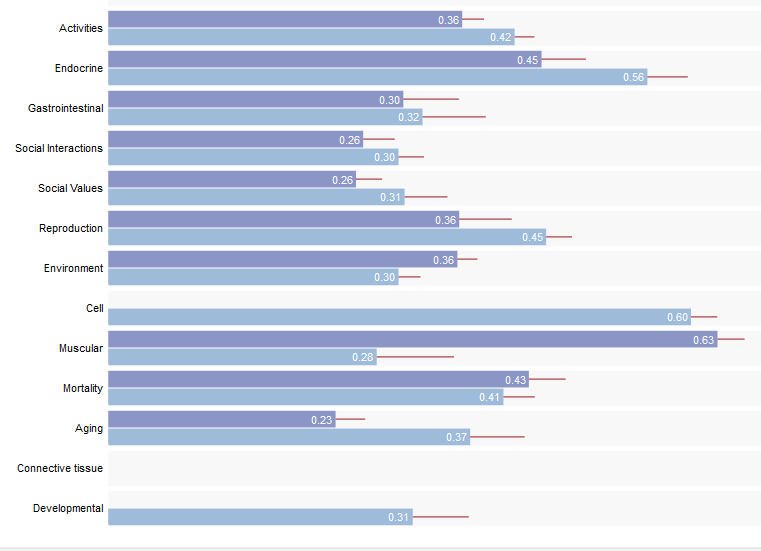 Activities 0.36
0.42
Endocrine 0.45
0.56
Gastrointestinal 0.30
0.32
Social Interactions 0.26
0.30
Social Values 0.26
0.31
Reproduction 0.36
0.45
Environment 0.36
0.30
Cell
0.60
Muscular 0.63
0.28
Mortality 0.43
0.41
Aging 0.23
0.37
Connective tissue
Developmental
0.31